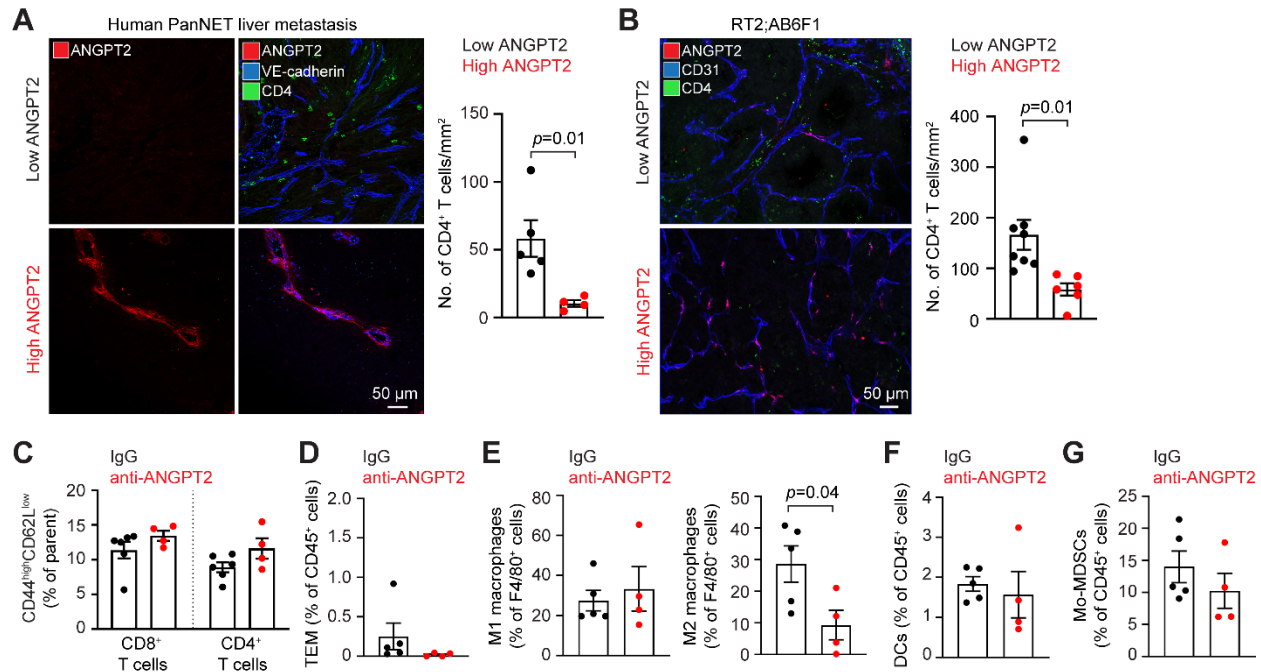 A
Human PanNET liver metastasis
ANGPT2
ANGPT2
VE-cadherin
CD4
Low ANGPT2
High ANGPT2
50 µm
Low ANGPT2
High ANGPT2
No. of CD4⁺ T cells/mm²
150
100
50
0
p=0.01
B
RT2;AB6F1
ANGPT2
CD31
CD4
Low ANGPT2
High ANGPT2
50 µm
Low ANGPT2
High ANGPT2
No. of CD4⁺ T cells/mm²
400
300
200
100
0
p=0.01
C
IgG
anti-ANGPT2
CD44ʰⁱᵍʰCD62Lˡᵒʷ
(% of parent)
20
15
10
5
0
CD8⁺
T cells
CD4⁺
T cells
D
IgG
anti-ANGPT2
TEM (% of CD45⁺ cells)
2.0
1.5
1.0
0.5
0
E
IgG
anti-ANGPT2
M1 macrophages
(% of F4/80⁺ cells)
80
60
40
20
0
M2 macrophages
(% of F4/80⁺ cells)
50
40
30
20
10
0
p=0.04
F
IgG
anti-ANGPT2
DCs (% of CD45⁺ cells)
4
3
2
1
0
G
IgG
anti-ANGPT2
Mo-MDSCs
(% of CD45⁺ cells)
25
20
15
10
5
0